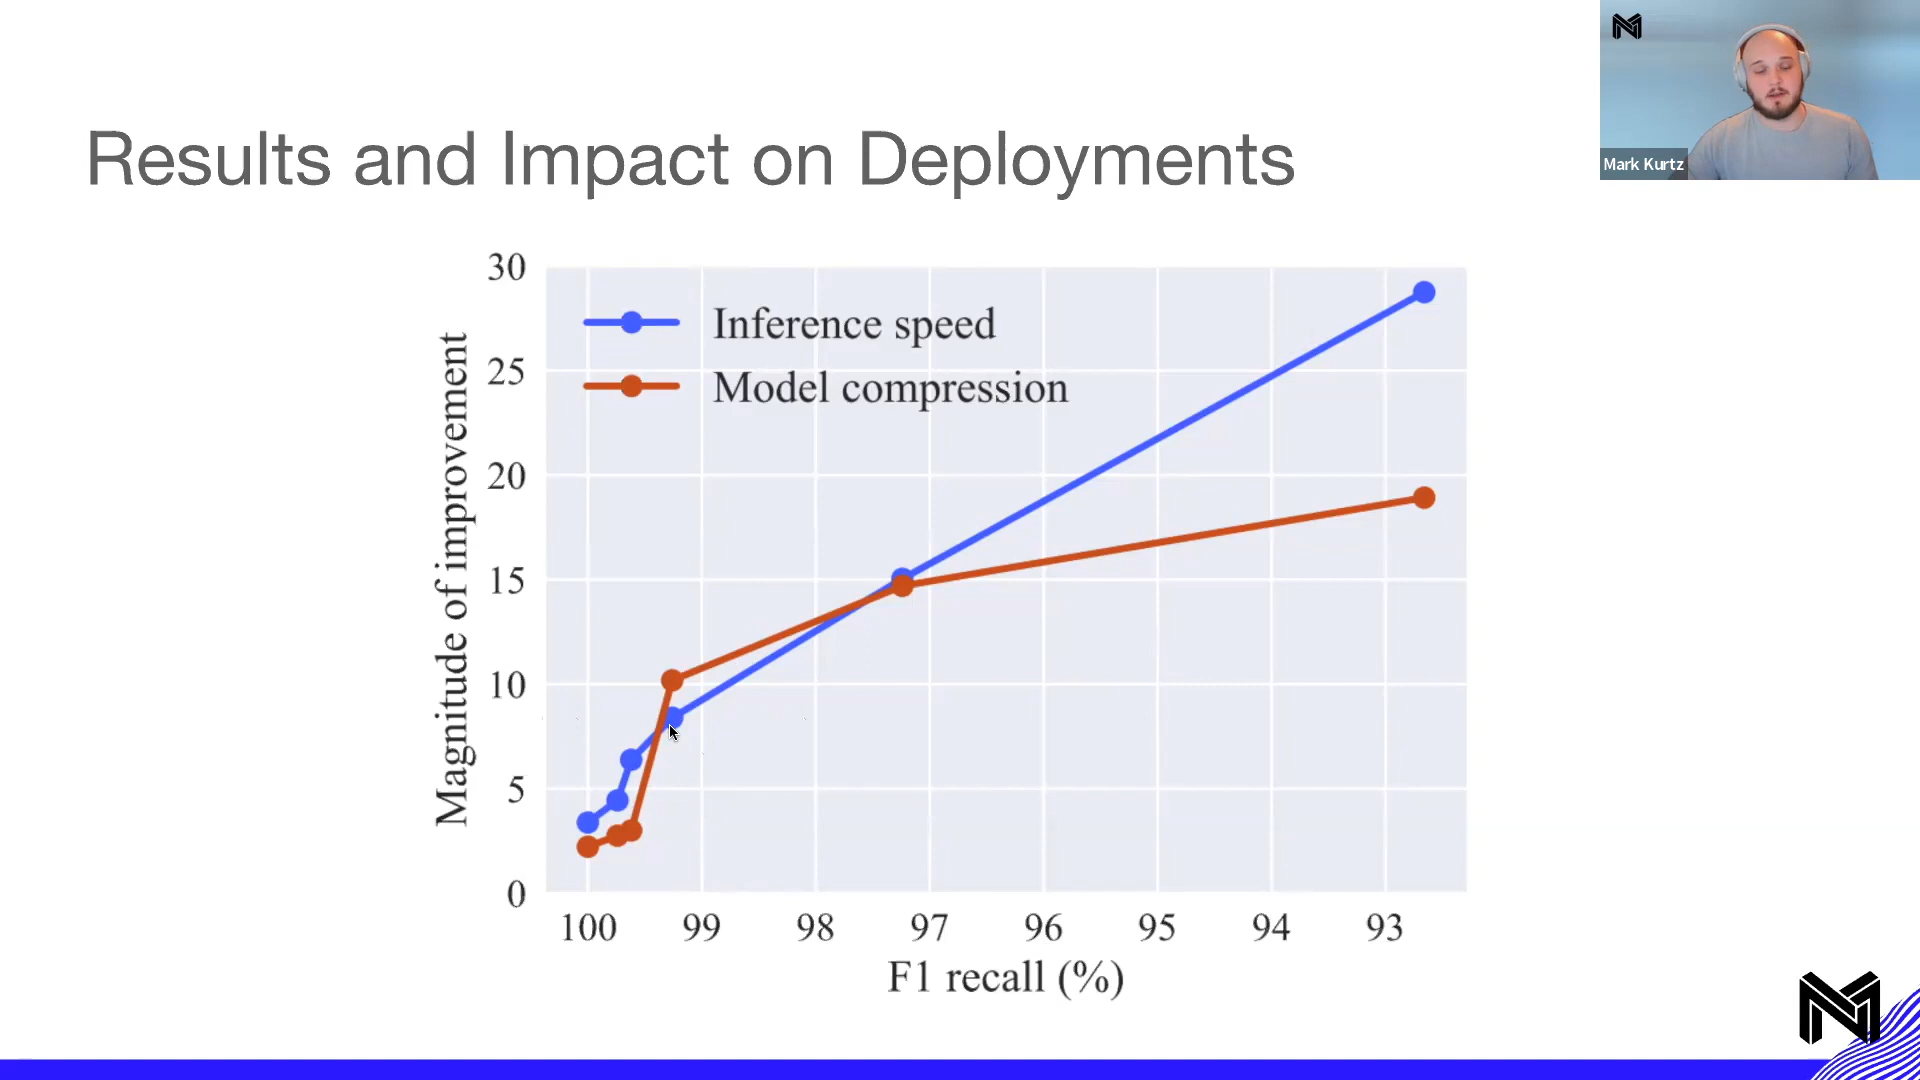 Results and Impact on Deployments
Mark Kurtz
Inference speed
Model compression
Magnitude of improvement
30
25
20
15
10
5
0
100 99 98 97 96 95 94 93
F1 recall (%)